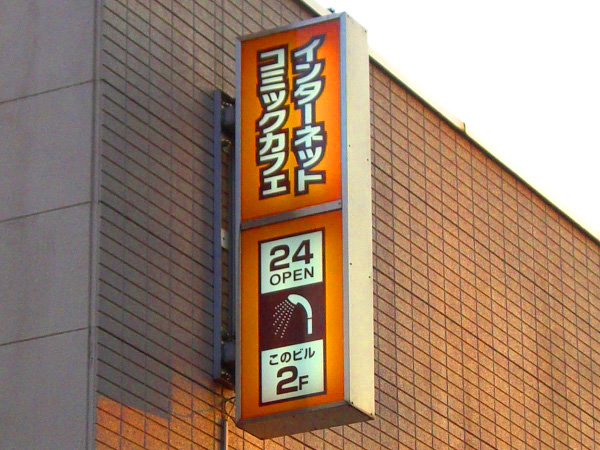 インターネット
コミックカフェ
24
OPEN
このビル
2F